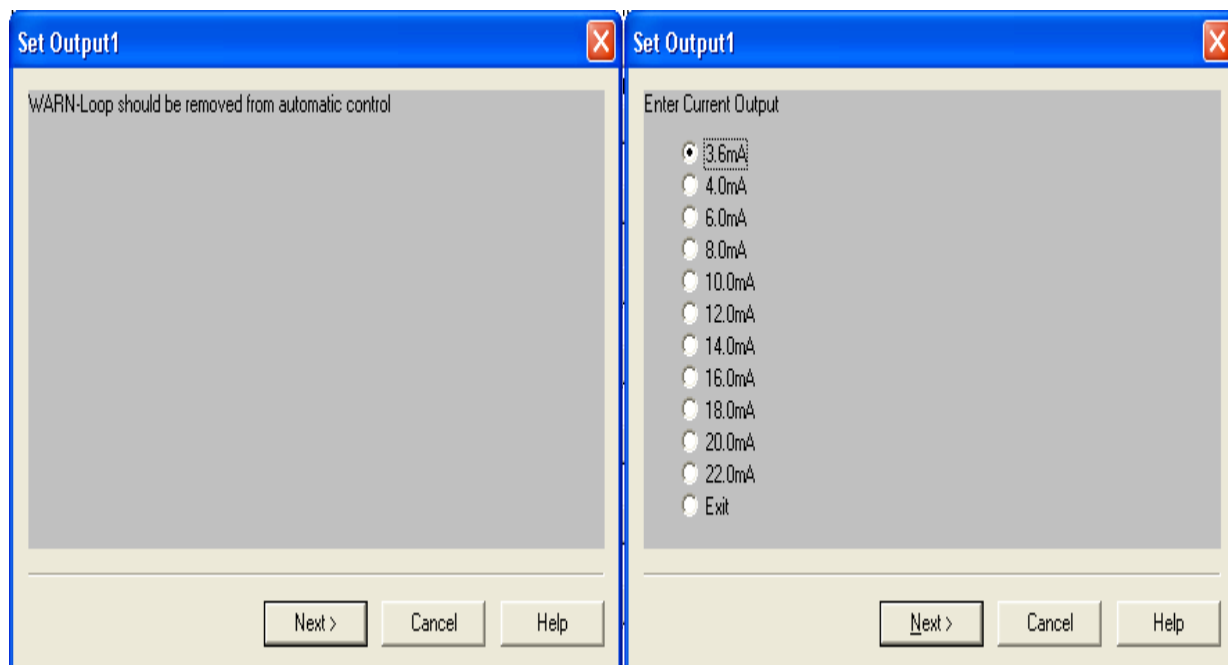 Set Output1
WARN-Loop should be removed from automatic control
Next >
Cancel
Help
Set Output1
Enter Current Output
3.6mA
4.0mA
6.0mA
8.0mA
10.0mA
12.0mA
14.0mA
16.0mA
18.0mA
20.0mA
22.0mA
Exit
Next >
Cancel
Help